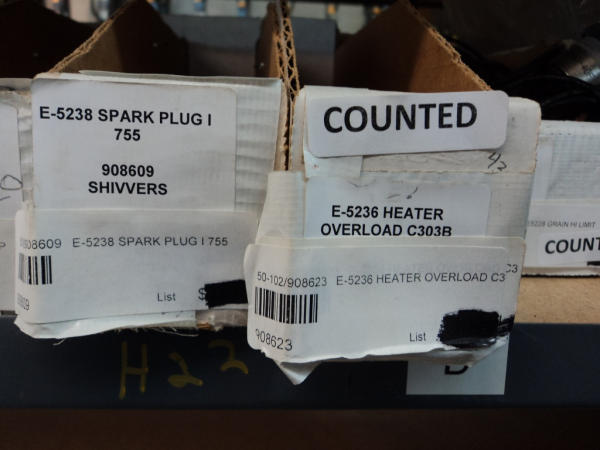 E-5238 SPARK PLUG I
755
908609
SHIVVERS
908609 E-5238 SPARK PLUG I 755
List $
COUNTED
E-5236 HEATER
OVERLOAD C303B
50-102/908623 E-5236 HEATER OVERLOAD C3
C3
List
908623
GRAIN HI LIMIT
COUNT
H22